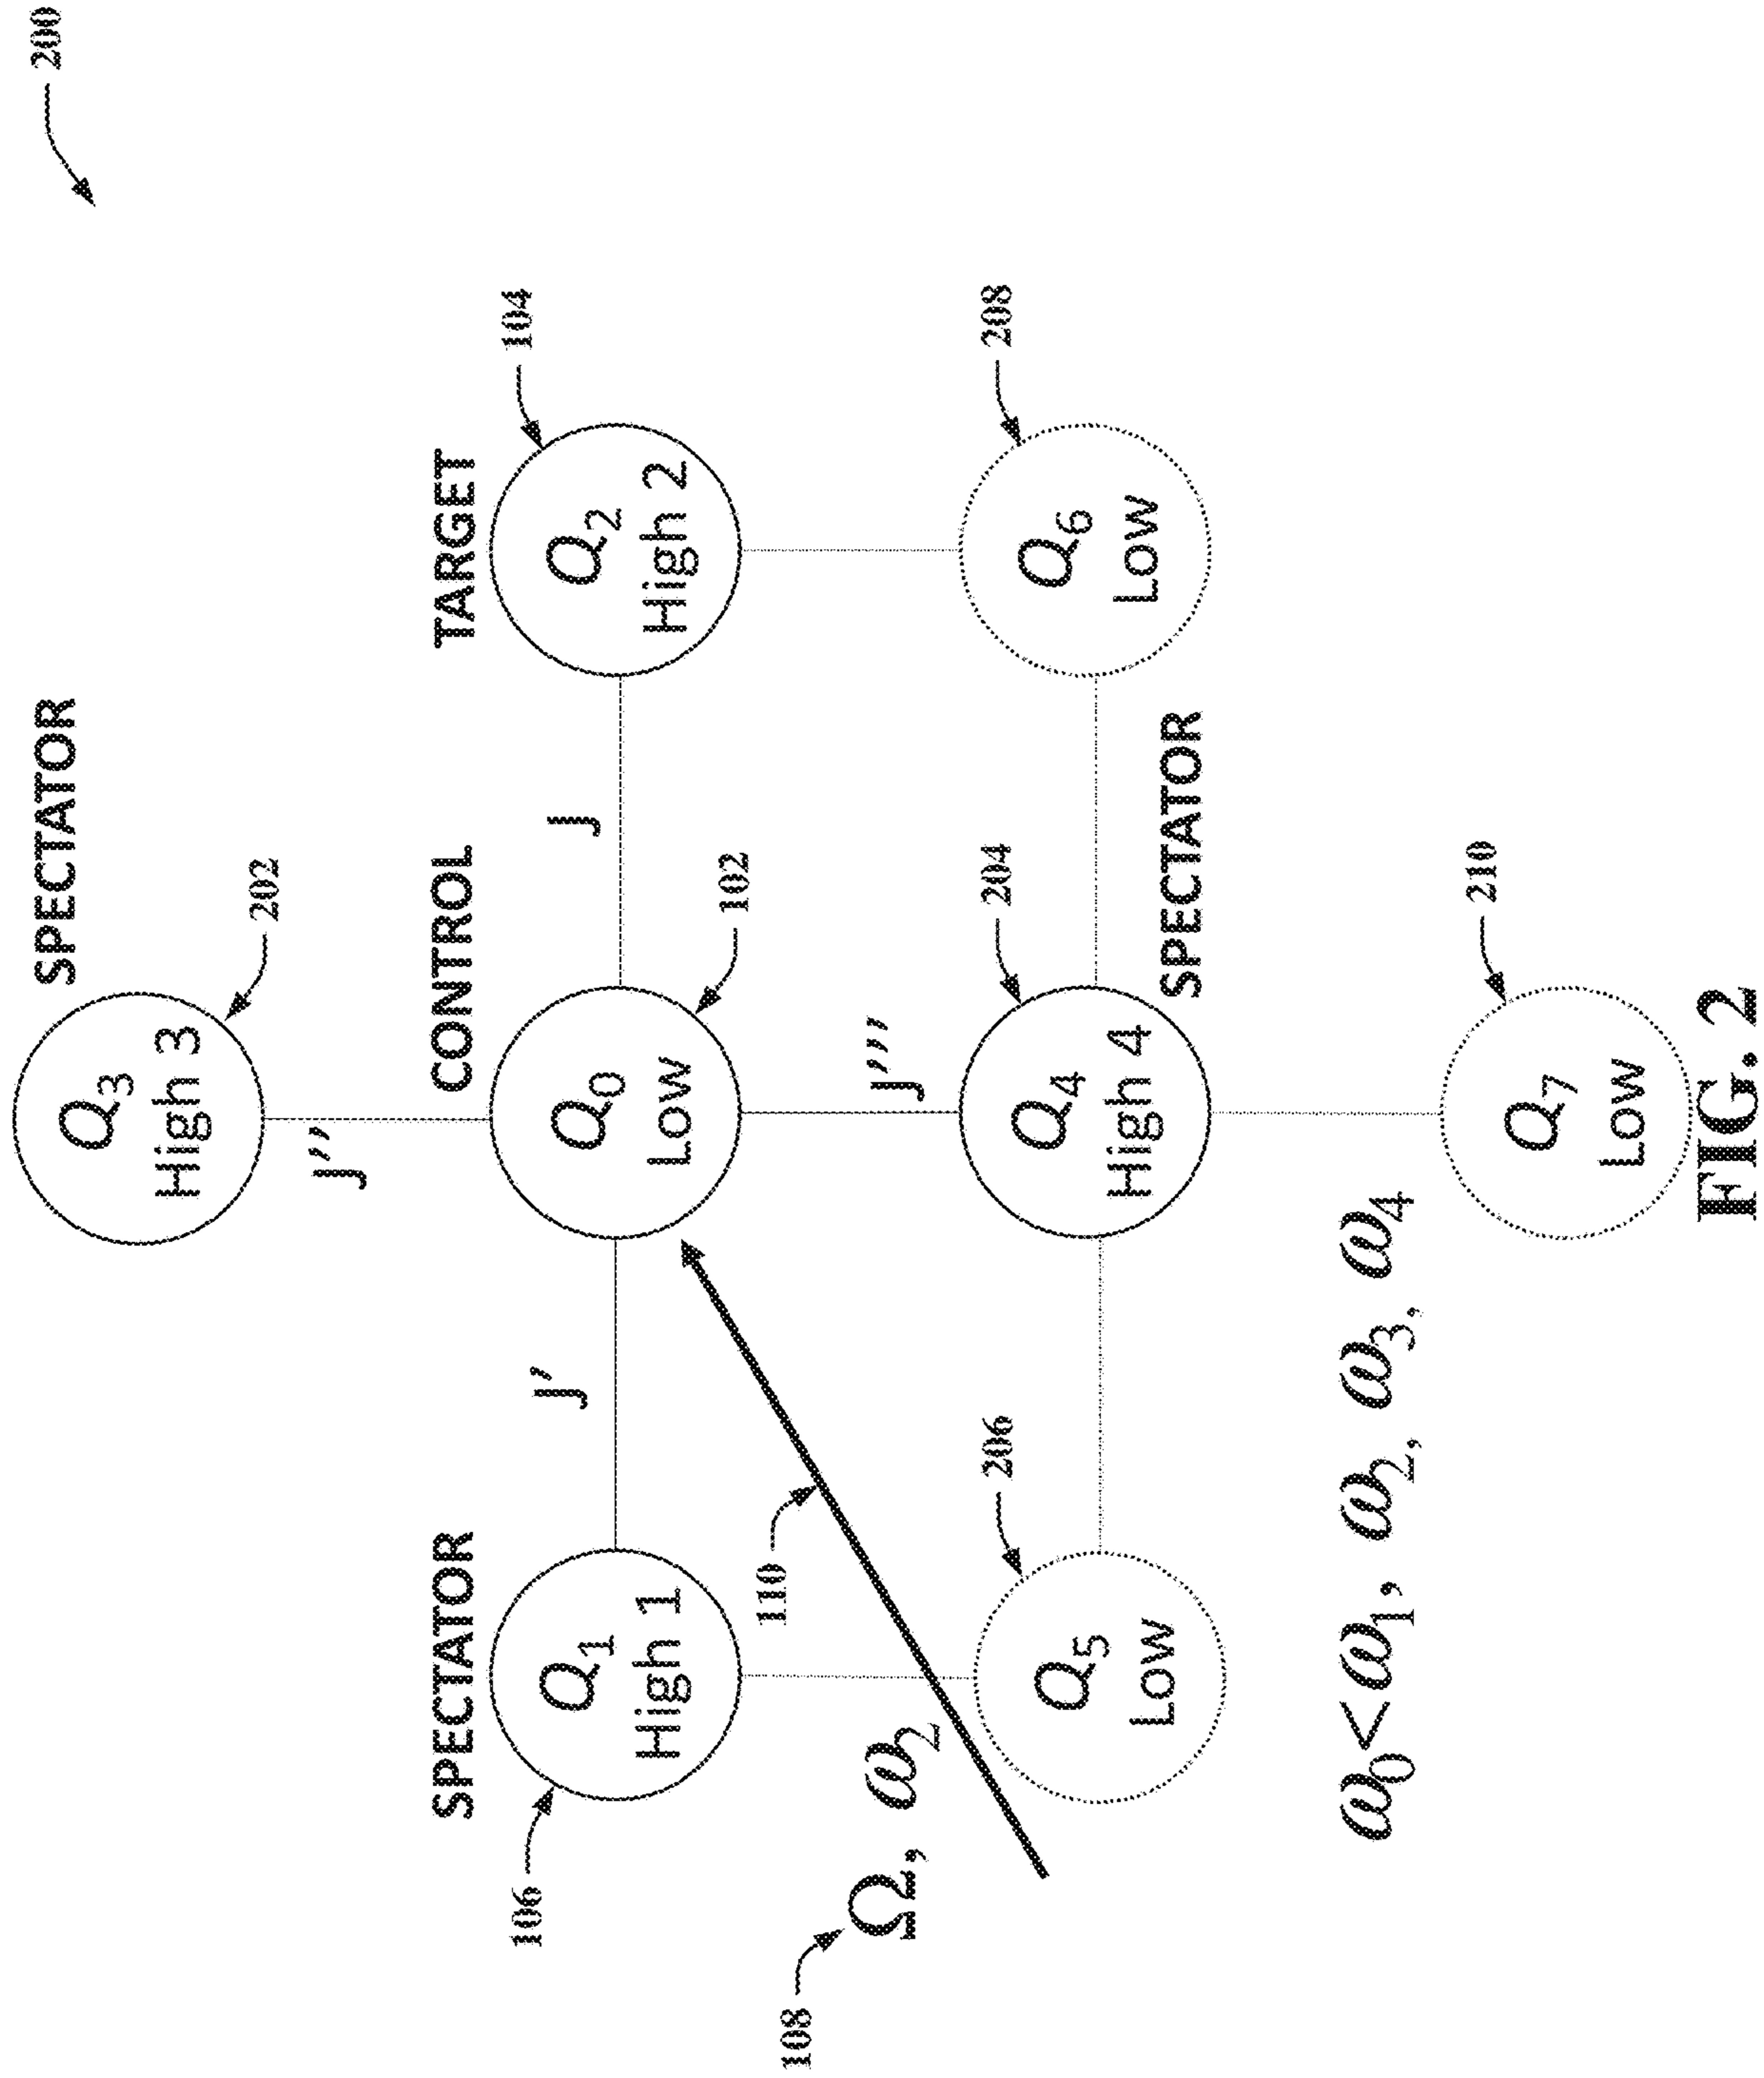 200
SPECTATOR
Q3
High 3
202
J''
SPECTATOR
CONTROL
TARGET
106
104
Q1
High 1
J'
Q0
Low
J
Q2
High 2
102
108
Ω, ω2
110
J'''
206
204
208
Q5
Low
Q4
High 4
Q6
Low
SPECTATOR
ω0<ω1, ω2, ω3, ω4
210
Q7
Low
FIG. 2